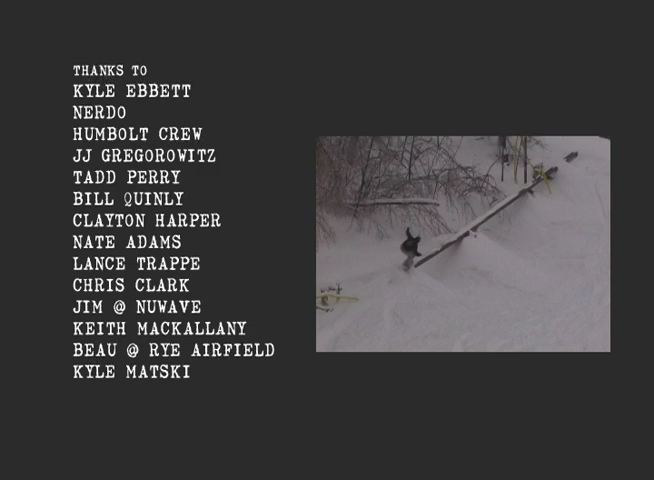 THANKS TO
KYLE EBBETT
NERDO
HUMBOLT CREW
JJ GREGOROWITZ
TADD PERRY
BILL QUINLY
CLAYTON HARPER
NATE ADAMS
LANCE TRAPPE
CHRIS CLARK
JIM @ NUWAVE
KEITH MACKALLANY
BEAU @ RYE AIRFIELD
KYLE MATSKI